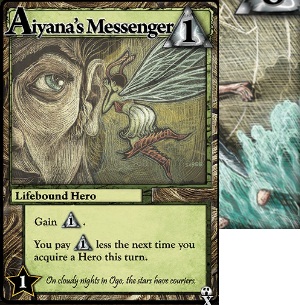 Aiyana's Messenger
1
Lifebound Hero
Gain 1.
You pay 1 less the next time you
acquire a Hero this turn.
1
On cloudy nights in Ogo, the stars have couriers.